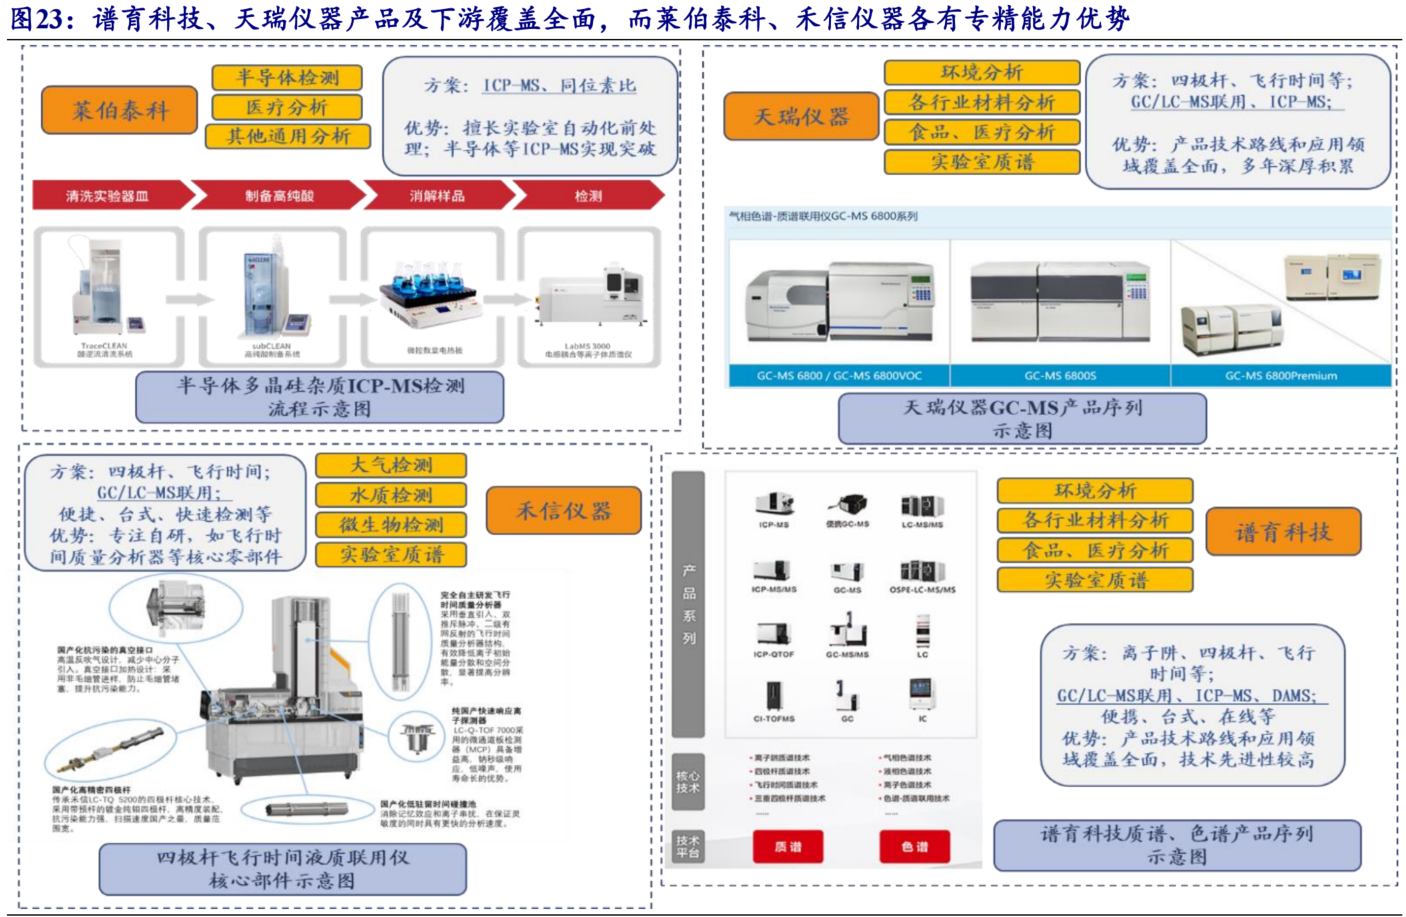 图23：谱育科技、天瑞仪器产品及下游覆盖全面，而莱伯泰科、禾信仪器各有专精能力优势
莱伯泰科
半导体检测
医疗分析
其他通用分析
方案：ICP-MS、同位素比
优势：擅长实验室自动化前处
理；半导体等ICP-MS实现突破
清洗实验器皿
制备高纯酸
消解样品
检测
TraceCLEAN
酸逆流清洗系统
subCLEAN
高纯酸制备系统
微控数显电热板
LabMS 3000
电感耦合等离子体质谱仪
半导体多晶硅杂质ICP-MS检测
流程示意图
天瑞仪器
环境分析
各行业材料分析
食品、医疗分析
实验室质谱
方案：四极杆、飞行时间等；
GC/LC-MS联用、ICP-MS；
优势：产品技术路线和应用领
域覆盖全面，多年深厚积累
气相色谱-质谱联用仪GC-MS 6800系列
GC-MS 6800 / GC-MS 6800VOC
GC-MS 6800S
GC-MS 6800Premium
天瑞仪器GC-MS产品序列
示意图
方案：四极杆、飞行时间；
GC/LC-MS联用；
便捷、台式、快速检测等
优势：专注自研，如飞行时
间质量分析器等核心零部件
大气检测
水质检测
微生物检测
实验室质谱
禾信仪器
国产化抗污染的真空接口
高温反吹气设计，减少中心分子
引入。真空接口加热设计：采
用非毛细管进样，防止毛细管堵
塞，提升抗污染能力。
完全自主研发飞行
时间质量分析器
采用垂直引入，双
推斥脉冲，二级有
网反射的飞行时间
质量分析器结构，
有效降低离子初始
能量分散和空间分
散，显著提高分辨
率。
纯国产快速响应离
子探测器
LC-Q-TOF 7000采
用的微通道板检测
器（MCP）具备增
益高，钠秒级响
应，低噪声，使用
寿命长的优势。
国产化高精密四极杆
传承禾信LC-TQ 5200的四极杆核心技术，
采用带预杆的镀金纯钼四极杆，高精度装配，
抗污染能力强，扫描速度国产之最，质量范
围宽。
国产化低驻留时间碰撞池
消除记忆效应和离子串扰，在保证灵
敏度的同时具有更快的分析速度。
四极杆飞行时间液质联用仪
核心部件示意图
产品系列
ICP-MS
便携GC-MS
LC-MS/MS
ICP-MS/MS
GC-MS
OSPE-LC-MS/MS
ICP-QTOF
GC-MS/MS
LC
CI-TOFMS
GC
IC
核心
技术
•离子阱质谱技术
•四极杆质谱技术
•飞行时间质谱技术
•三重四极杆质谱技术
......
•气相色谱技术
•液相色谱技术
•离子色谱技术
•色谱-质谱联用技术
......
技术
平台
质谱
色谱
环境分析
各行业材料分析
食品、医疗分析
实验室质谱
谱育科技
方案：离子阱、四极杆、飞行
时间等；
GC/LC-MS联用、ICP-MS、DAMS；
便携、台式、在线等
优势：产品技术路线和应用领
域覆盖全面，技术先进性较高
谱育科技质谱、色谱产品序列
示意图